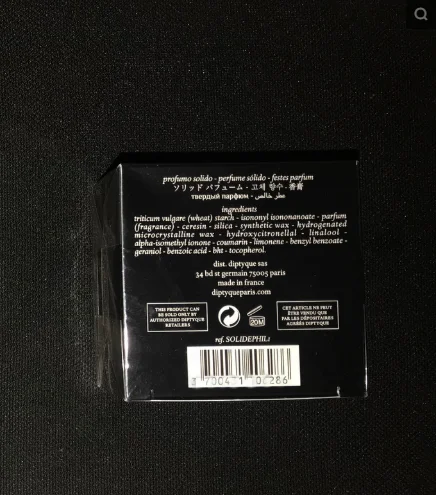 profumo solido - perfume sólido - festes parfum
ソリッド パフューム - 고체 향수 - 香膏
твердый парфюм - عطر خالص
ingredients
triticum vulgare (wheat) starch - isononyl isononanoate - parfum
(fragrance) - ceresin - silica - synthetic wax - hydrogenated
microcrystalline wax - hydroxycitronellal - linalool -
alpha-isomethyl ionone - coumarin - limonene - benzyl benzoate -
geraniol - benzoic acid - bht - tocopherol.
dist. diptyque sas
34 bd st germain 75005 paris
made in france
diptyqueparis.com
THIS PRODUCT CAN
BE SOLD ONLY BY
AUTHORIZED DIPTYQUE
RETAILERS
20M
CET ARTICLE NE PEUT
ÊTRE VENDU QUE
PAR LES DÉPOSITAIRES
AGRÉÉS DIPTYQUE
ref. SOLIDEPHIL1